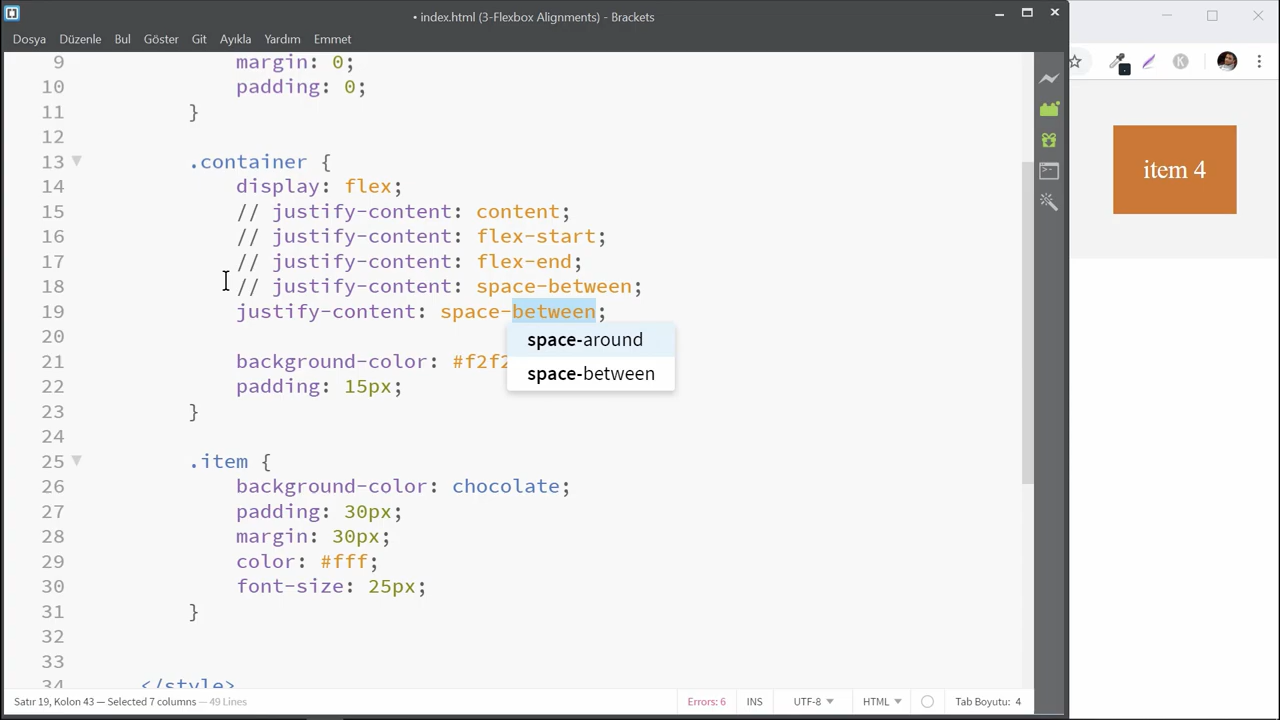 • index.html (3-Flexbox Alignments) - Brackets
Dosya Düzenle Bul Göster Git Ayıkla Yardım Emmet
9 margin: 0;
10 padding: 0;
11 }
12
13 .container {
14 display: flex;
15 // justify-content: content;
16 // justify-content: flex-start;
17 // justify-content: flex-end;
18 // justify-content: space-between;
19 justify-content: space-between;
20
space-around
21 background-color: #f2f2
space-between
22 padding: 15px;
23 }
24
25 .item {
26 background-color: chocolate;
27 padding: 30px;
28 margin: 30px;
29 color: #fff;
30 font-size: 25px;
31 }
32
33
34 </style>
Satır 19, Kolon 43 — Selected 7 columns — 49 Lines
Errors: 6 INS UTF-8 HTML Tab Boyutu: 4
K
item 4